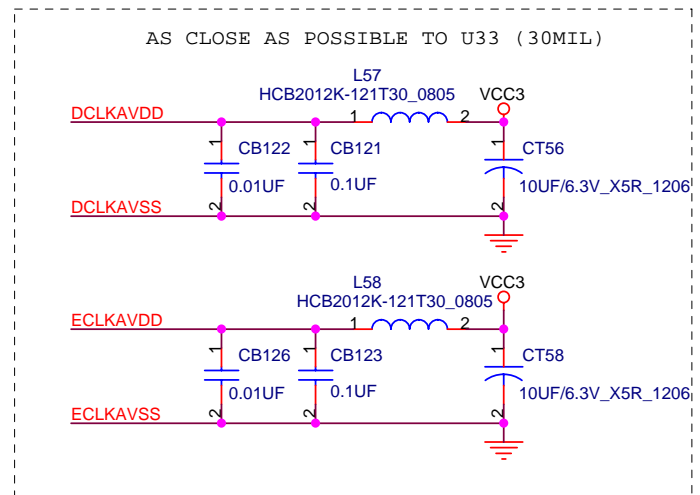 AS CLOSE AS POSSIBLE TO U33 (30MIL)
L57
HCB2012K-121T30_0805
VCC3
DCLKAVDD
1
2
1
CB122
1
CB121
1
CT56
0.01UF
0.1UF
10UF/6.3V_X5R_1206
DCLKAVSS
2
2
2
L58
HCB2012K-121T30_0805
VCC3
ECLKAVDD
1
2
1
CB126
1
CB123
1
CT58
0.01UF
0.1UF
10UF/6.3V_X5R_1206
ECLKAVSS
2
2
2